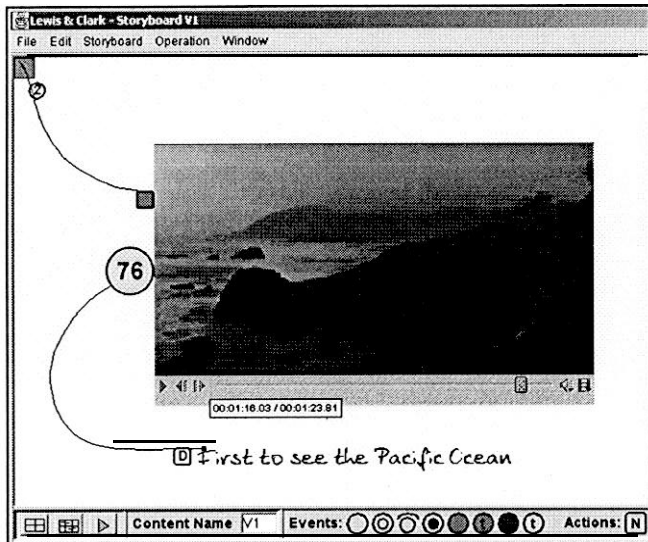 Lewis & Clark - Storyboard V1
File Edit Storyboard Operation Window
2
76
00:01:16.03 / 00:01:23.81
D First to see the Pacific Ocean
Content Name V1 Events: t t Actions: N